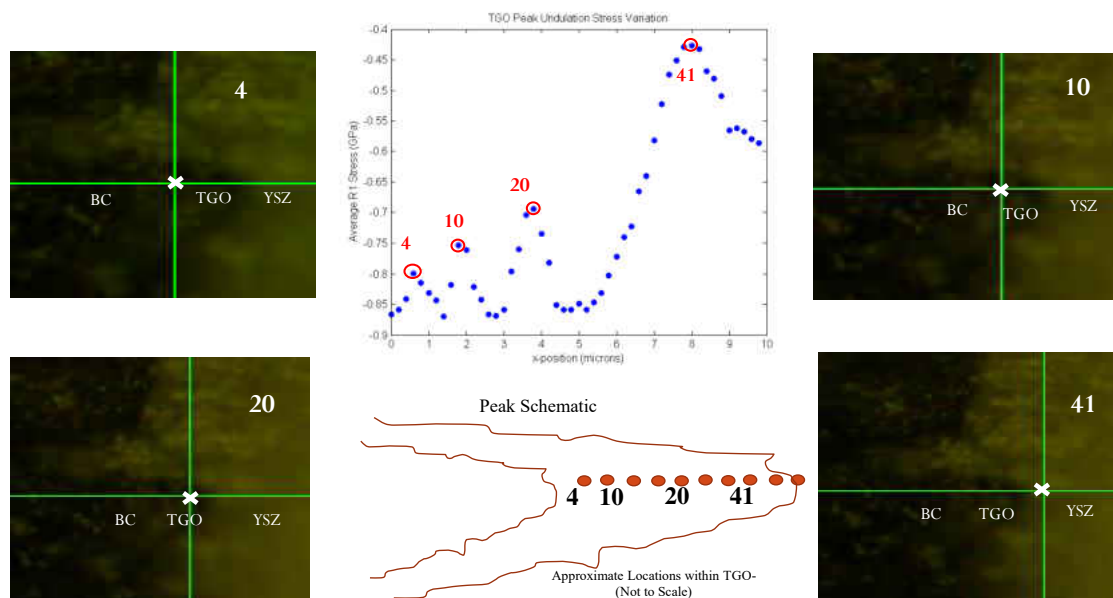 TGO Peak Undulation Stress Variation
4
BC
TGO
YSZ
-0.4
-0.45
-0.5
-0.55
-0.6
-0.65
-0.7
-0.75
-0.8
-0.85
-0.9
Average R1 Stress (GPa)
4
10
20
41
0 1 2 3 4 5 6 7 8 9 10
x-position (microns)
10
BC
TGO
YSZ
20
BC
TGO
YSZ
Peak Schematic
4 10 20 41
Approximate Locations within TGO-
(Not to Scale)
41
BC
TGO
YSZ